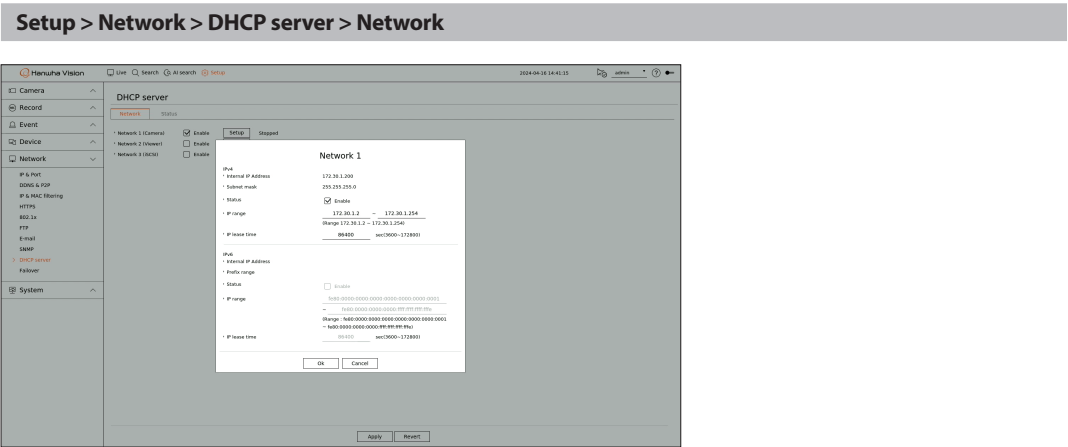 Setup > Network > DHCP server > Network
Hanwha Vision
Live Search AI search Setup
2024-04-16 14:41:15
admin
Camera
Record
Event
Device
Network
IP & Port
DDNS & P2P
IP & MAC filtering
HTTPS
802.1x
FTP
E-mail
SNMP
DHCP server
Failover
System
DHCP server
Network Status
Network 1 (Camera) Enable Setup Stopped
Network 2 (Viewer) Enable
Network 3 (iSCSI) Enable
Network 1
IPv4
Internal IP Address 172.30.1.200
Subnet mask 255.255.255.0
Status Enable
IP range 172.30.1.2 ~ 172.30.1.254
(Range 172.30.1.2 ~ 172.30.1.254)
IP lease time 86400 sec(3600~172800)
IPv6
Internal IP Address
Prefix range
Status Enable
IP range fe80:0000:0000:0000:0000:0000:0000:0001
~ fe80:0000:0000:0000:ffff:ffff:ffff:fffe
(Range : fe80:0000:0000:0000:0000:0000:0000:0001
~ fe80:0000:0000:0000:ffff:ffff:ffff:fffe)
IP lease time 86400 sec(3600~172800)
Ok Cancel
Apply Revert